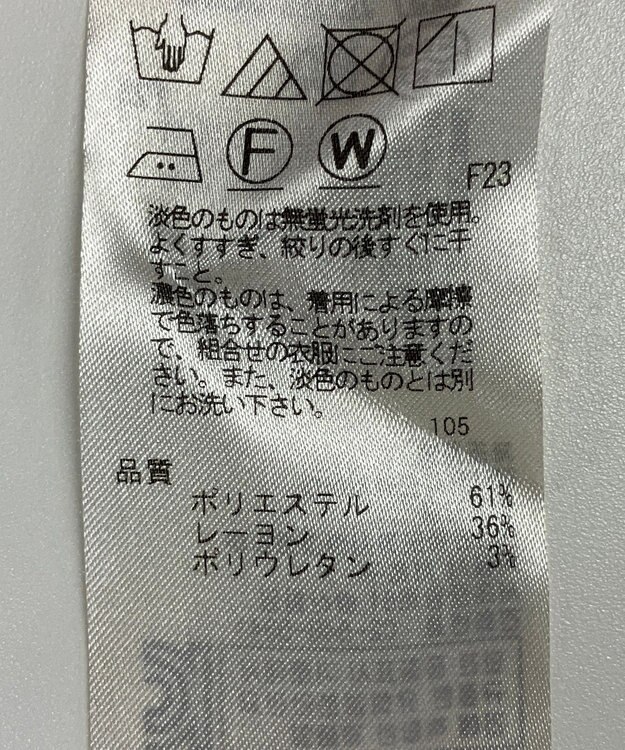 F W
F23
淡色のものは無蛍光洗剤を使用。
よくすすぎ、絞りの後すぐに干
すこと。
濃色のものは、着用による摩擦
で色落ちすることがありますの
で、組合せの衣服にご注意くだ
さい。また、淡色のものとは別
にお洗い下さい。
105
品質
ポリエステル 61%
レーヨン 36%
ポリウレタン 3%